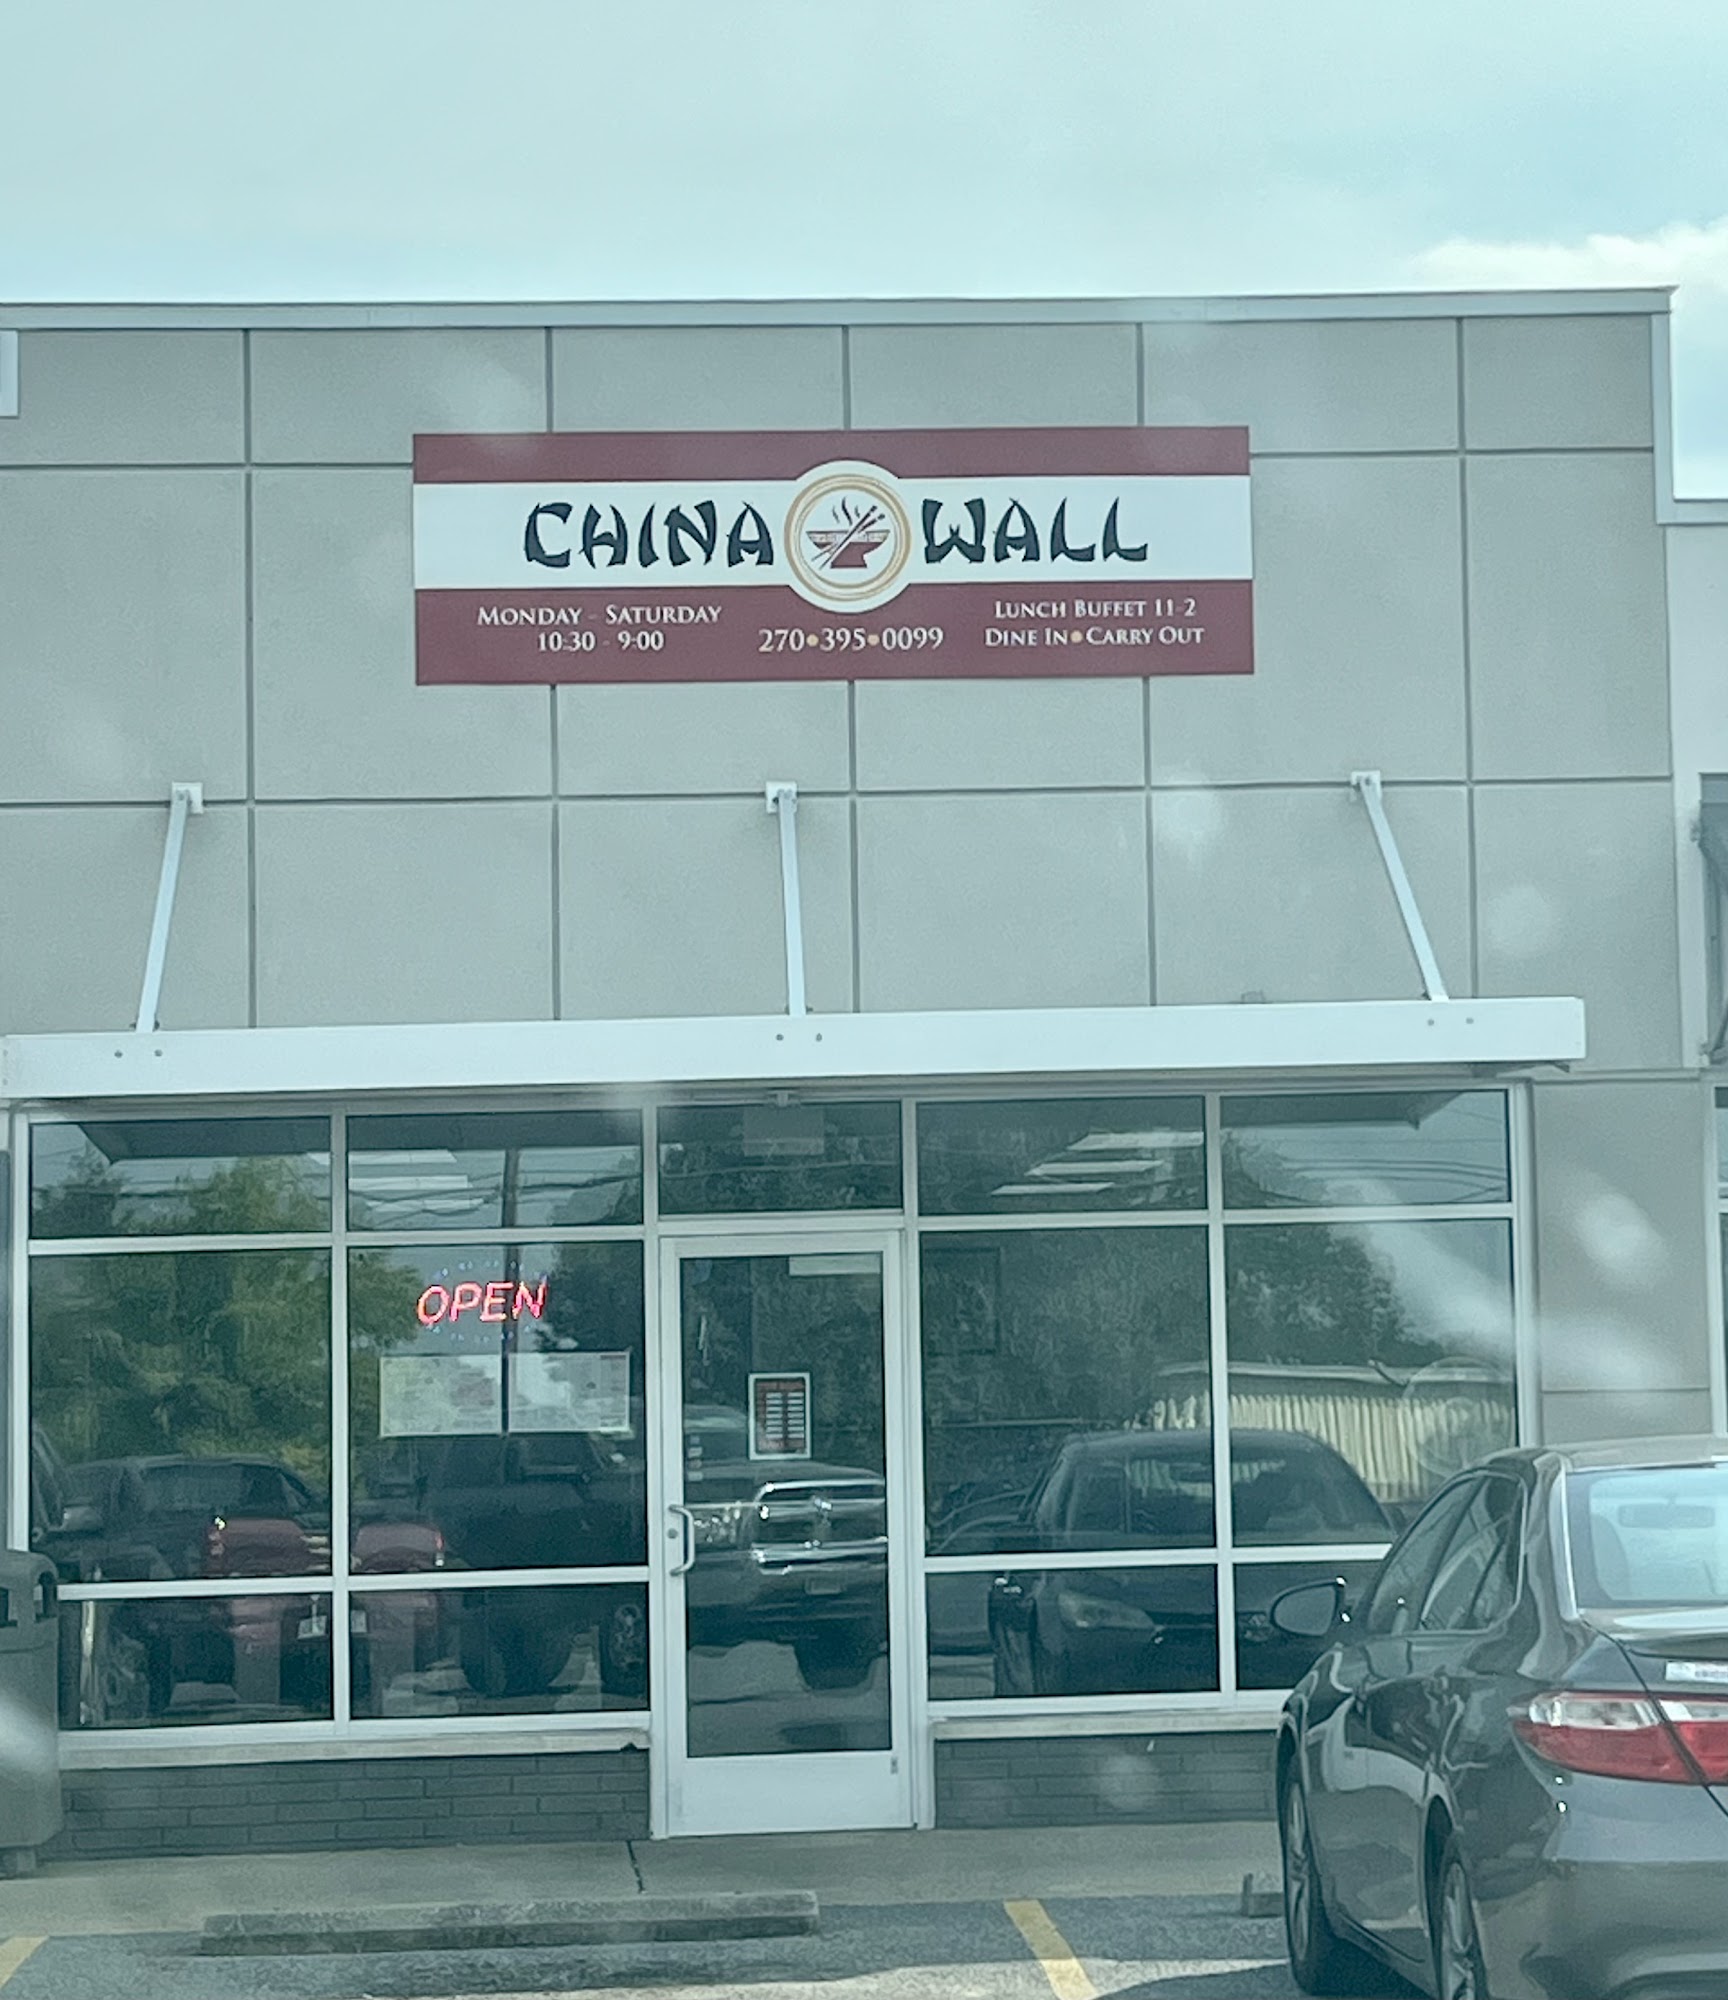 CHINA WALL
MONDAY - SATURDAY
10:30 - 9:00
270•395•0099
LUNCH BUFFET 11-2
DINE IN•CARRY OUT
OPEN